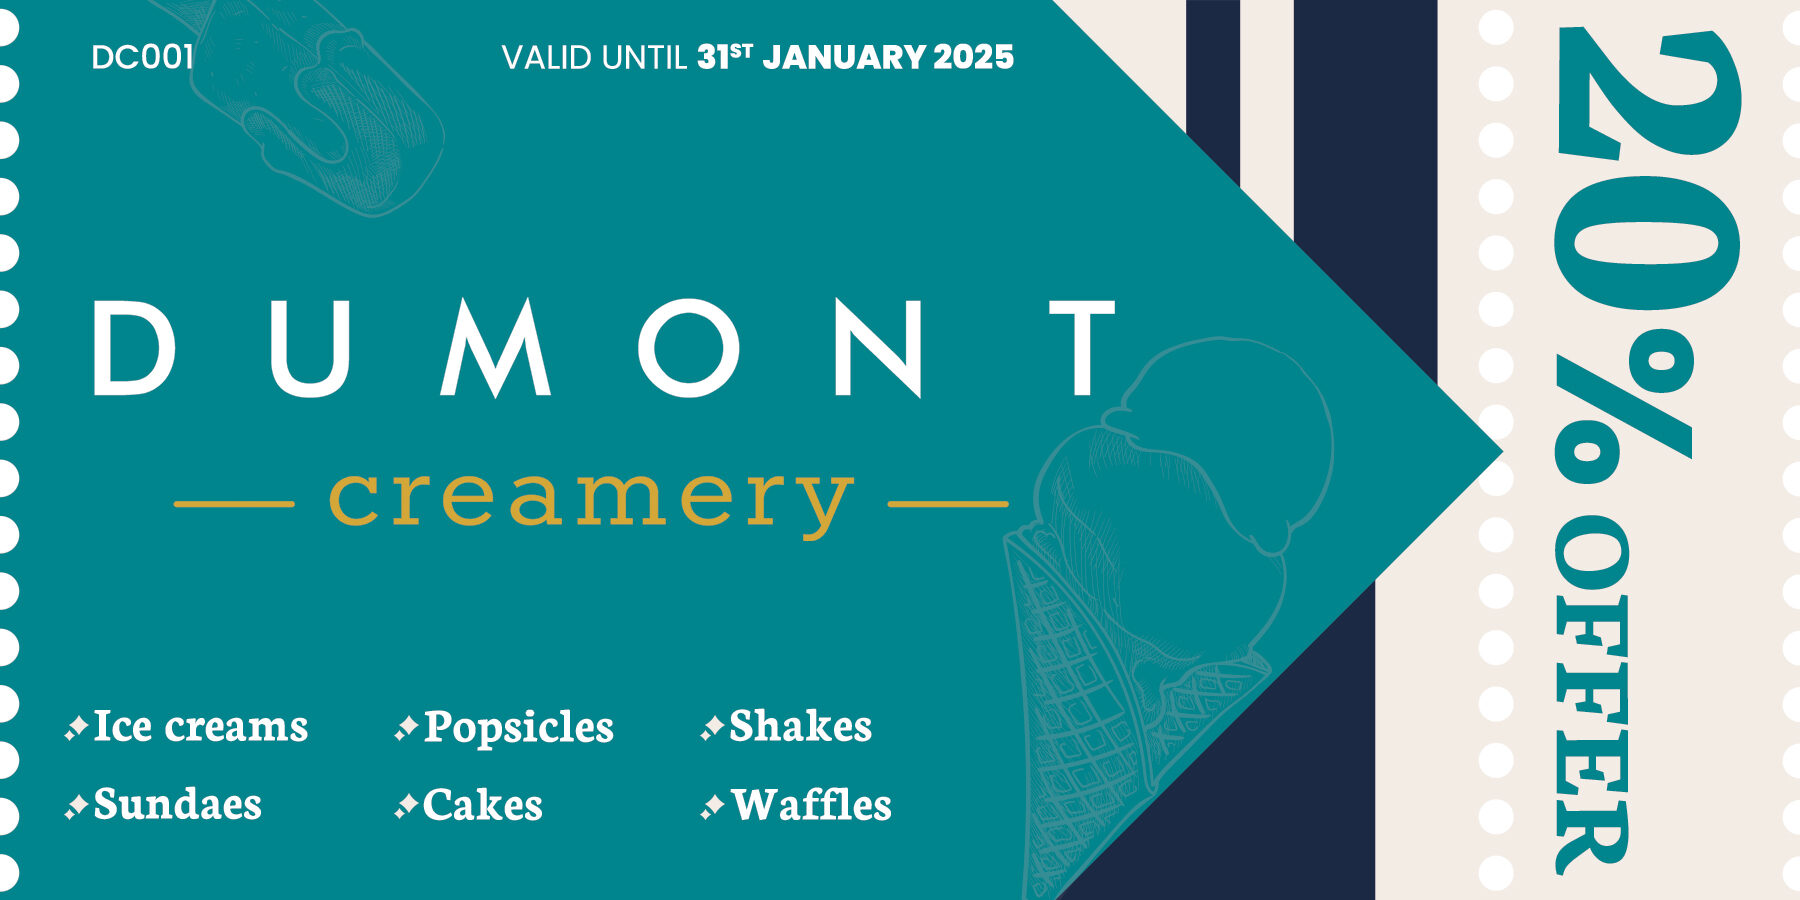 DC001
VALID UNTIL 31ST JANUARY 2025
DUMONT
creamery
Ice creams
Popsicles
Shakes
Sundaes
Cakes
Waffles
20% OFFER